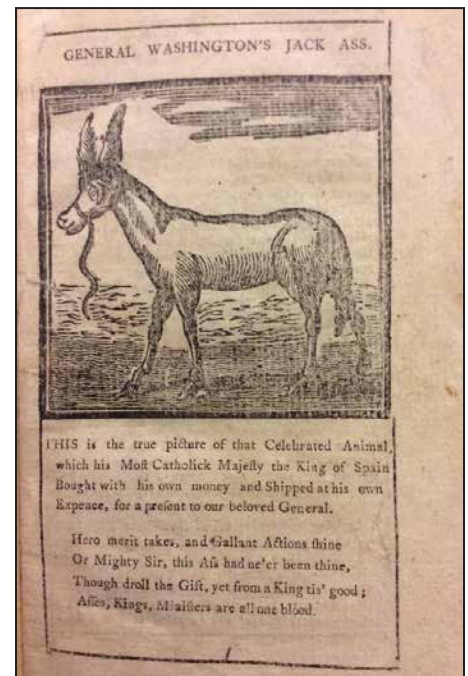 GENERAL WASHINGTON'S JACK ASS.
THIS is the true picture of that Celebrated Animal,
which his Moſt Catholick Majeſty the King of Spain
Bought with his own money and Shipped at his own
Expence, for a preſent to our beloved General.
Hero merit takes, and Gallant Actions ſhine
Or Mighty Sir, this Aſs had ne'er been thine,
Though droll the Gift, yet from a King tis' good;
Aſſes, Kings, Miniſters are all one blood.